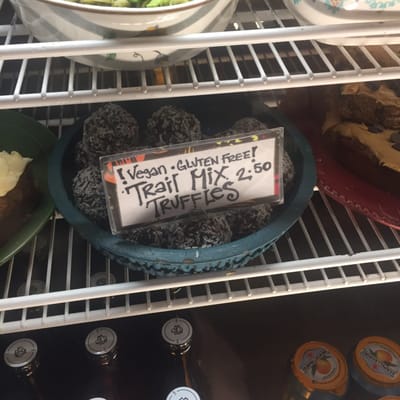 !Vegan • Gluten Free!
Trail Mix 2.50
Truffles